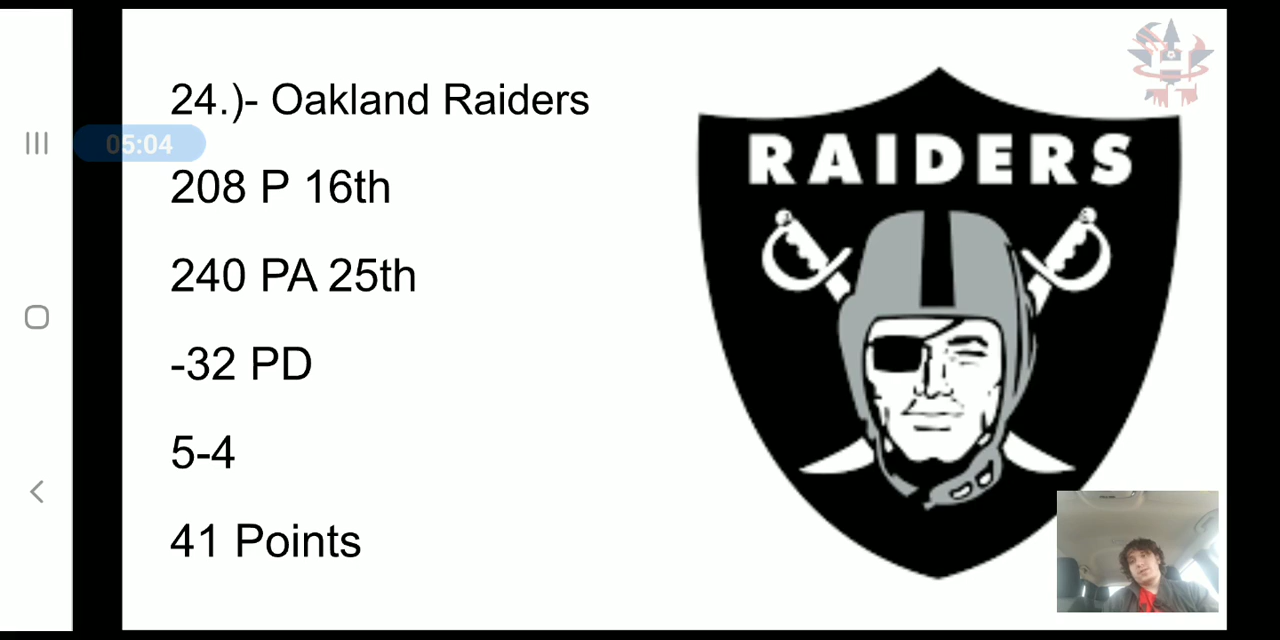 24.)- Oakland Raiders
05:04
208 P 16th
240 PA 25th
-32 PD
5-4
41 Points
RAIDERS